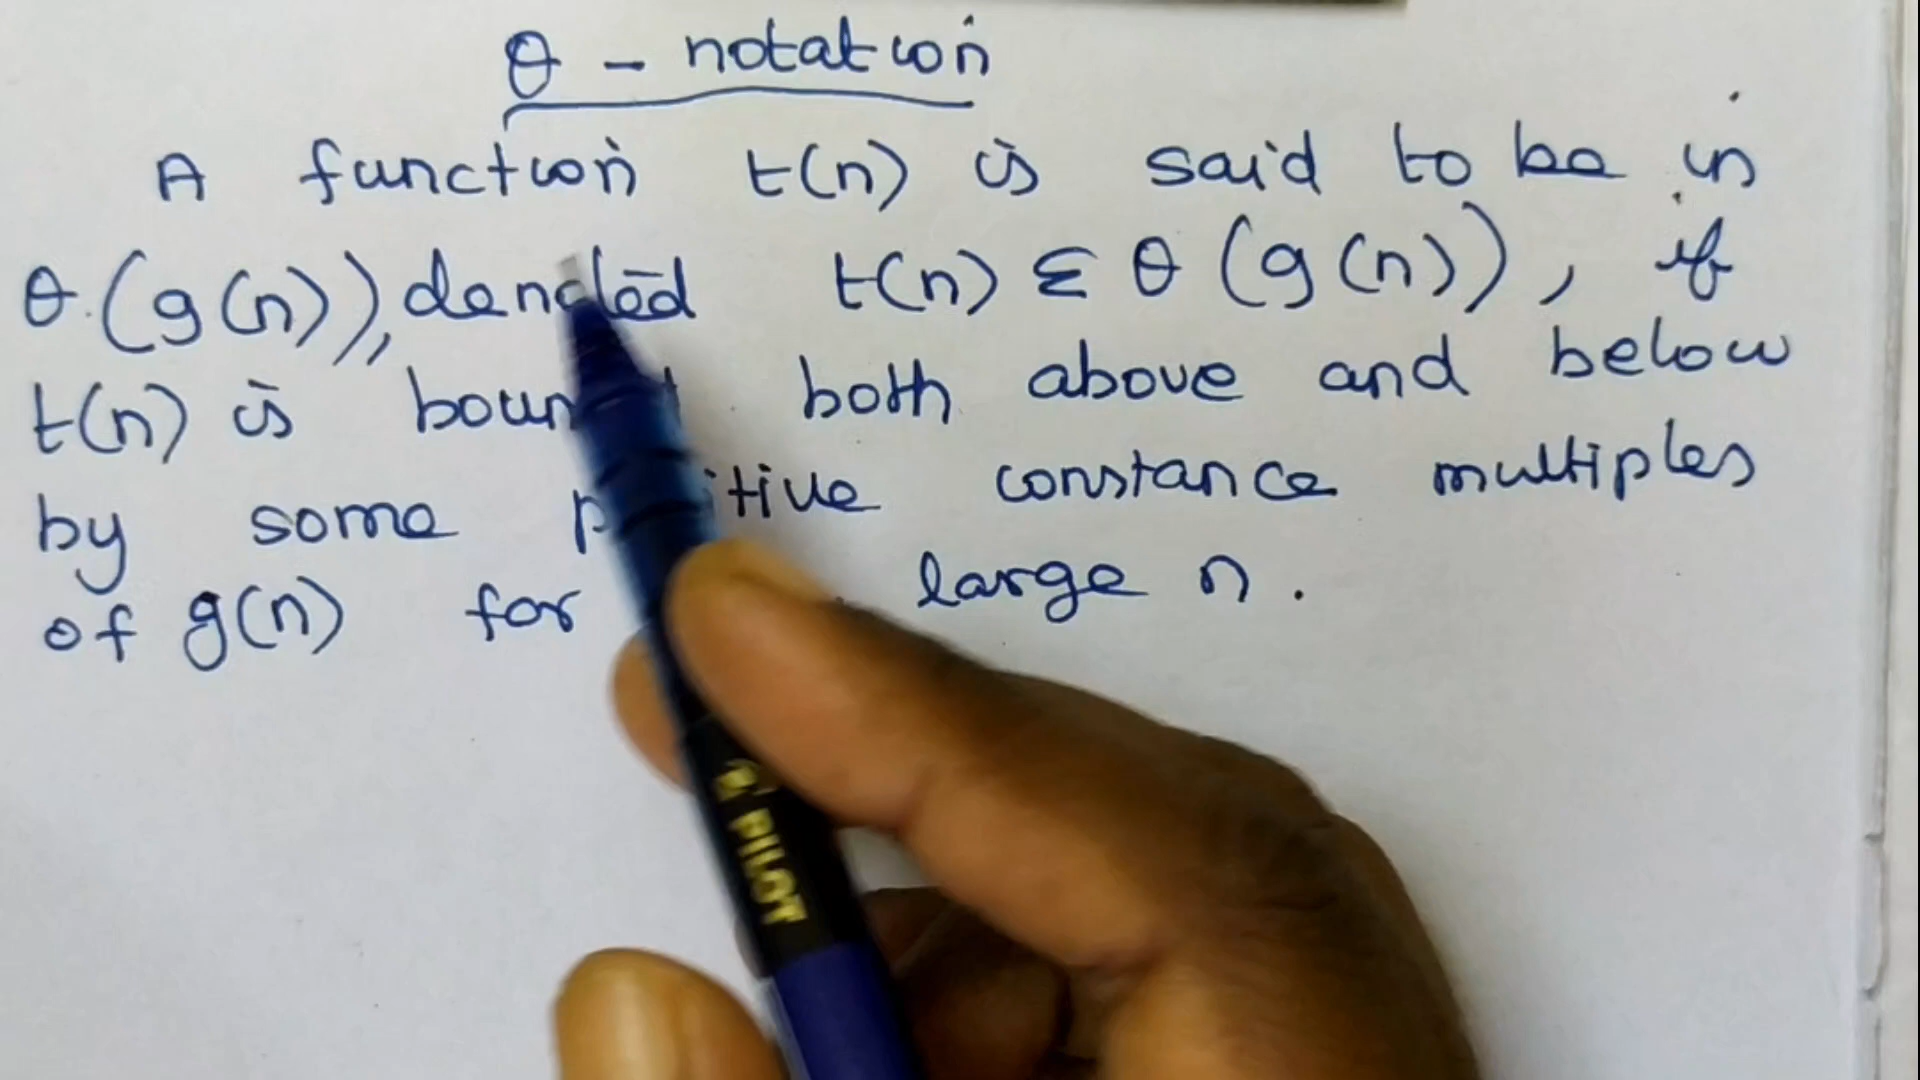 θ - notation
A function t(n) is said to be in
θ (g(n)), denoted t(n) Σ θ (g(n)), if
t(n) is both above and below
by some constance multiples
of g(n) for large n.
PILOT